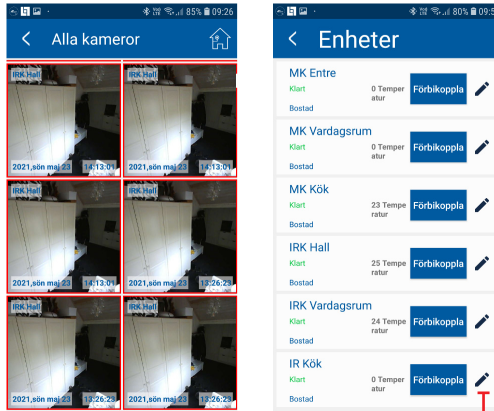 85% 09:26
Alla kameror
IRK Hall
IRK Hall
2021,sön maj 23 14:13:01
2021,sön maj 23 14:13:01
IRK Hall
IRK Hall
2021,sön maj 23 14:13:01
2021,sön maj 23 13:26:23
IRK Hall
IRK Hall
2021,sön maj 23 13:26:23
2021,sön maj 23 13:26:23
80%
Enheter
MK Entre
Klart
0 Temper
atur
Förbikoppla
Bostad
MK Vardagsrum
Klart
0 Temper
atur
Förbikoppla
Bostad
MK Kök
Klart
23 Tempe
ratur
Förbikoppla
Bostad
IRK Hall
Klart
25 Tempe
ratur
Förbikoppla
Bostad
IRK Vardagsrum
Klart
24 Tempe
ratur
Förbikoppla
Bostad
IR Kök
Klart
0 Temper
atur
Förbikoppla
Bostad